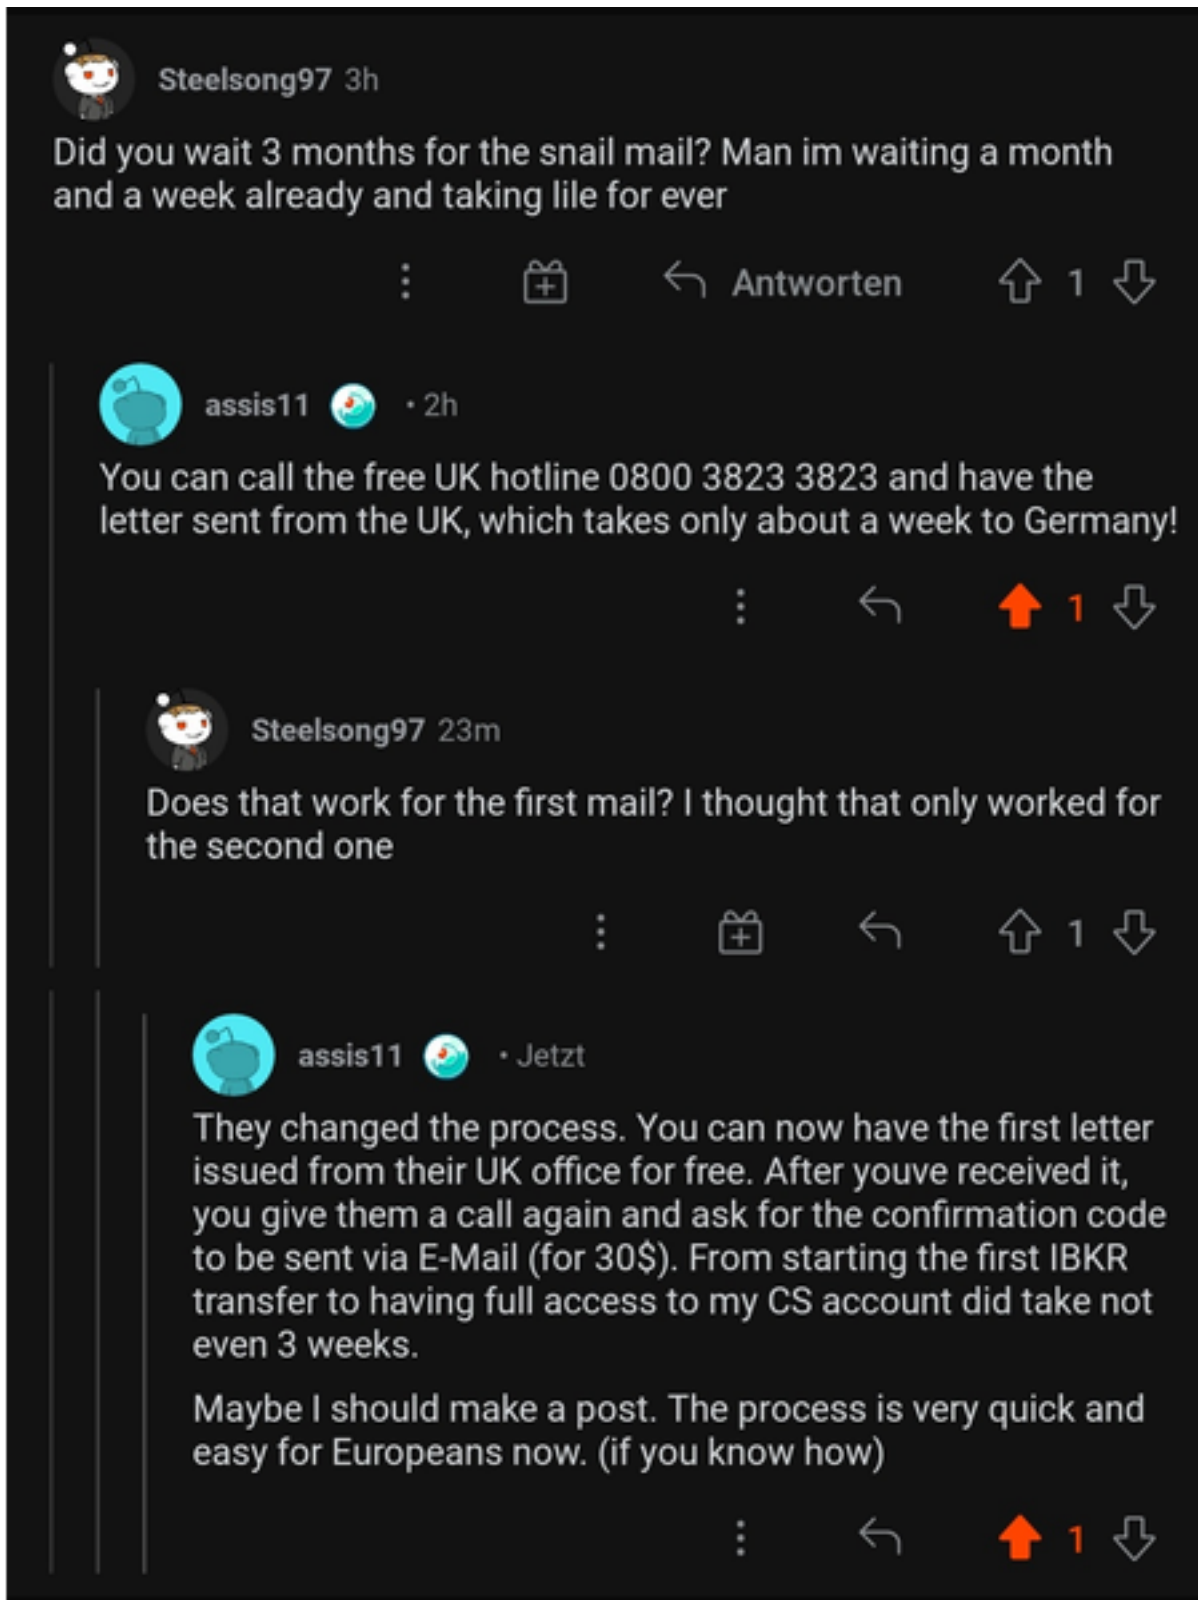 Steelsong97 3h
Did you wait 3 months for the snail mail? Man im waiting a month
and a week already and taking lile for ever
Antworten 1
assis11 • 2h
You can call the free UK hotline 0800 3823 3823 and have the
letter sent from the UK, which takes only about a week to Germany!
1
Steelsong97 23m
Does that work for the first mail? I thought that only worked for
the second one
1
assis11 • Jetzt
They changed the process. You can now have the first letter
issued from their UK office for free. After youve received it,
you give them a call again and ask for the confirmation code
to be sent via E-Mail (for 30$). From starting the first IBKR
transfer to having full access to my CS account did take not
even 3 weeks.
Maybe I should make a post. The process is very quick and
easy for Europeans now. (if you know how)
1